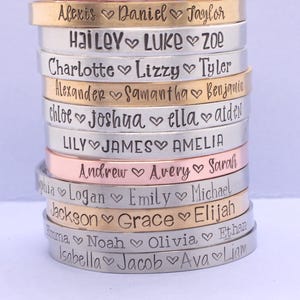 Alexis ♡ Daniel ♡ Taylor
HAiLEY ♡ LUKE ♡ ZOE
Charlotte ♡ Lizzy ♡ Tyler
Alexander ♡ Samantha ♡ Benjamin
chloe ♡ joshua ♡ ella ♡ aiden
LILY ♡ JAMES ♡ AMELIA
Andrew ♡ Avery ♡ Sarah
♡ Logan ♡ Emily ♡ Michael
Jackson ♡ Grace ♡ Elijah
Emma ♡ Noah ♡ Olivia ♡ Ethan
Isabella ♡ Jacob ♡ Ava ♡ Liam